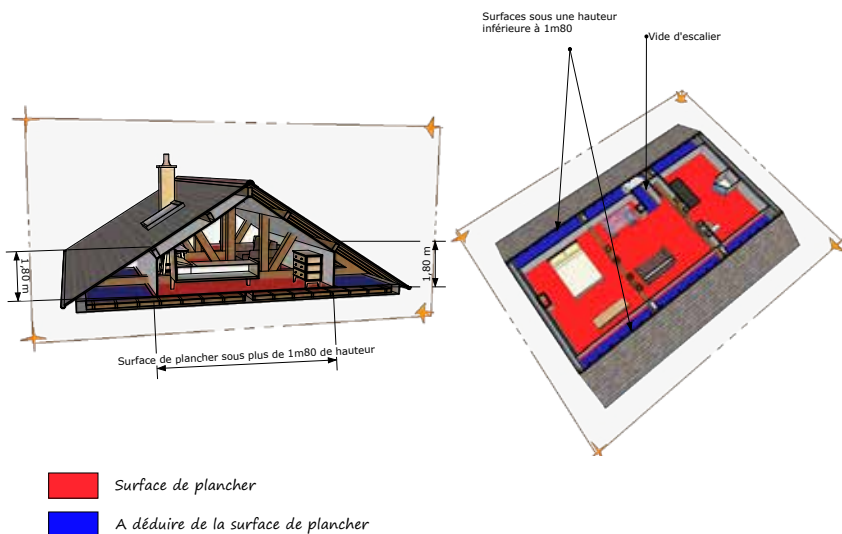 Surfaces sous une hauteur
inférieure à 1m80
Vide d'escalier
1,80 m
1,80 m
Surface de plancher sous plus de 1m80 de hauteur
Surface de plancher
A déduire de la surface de plancher